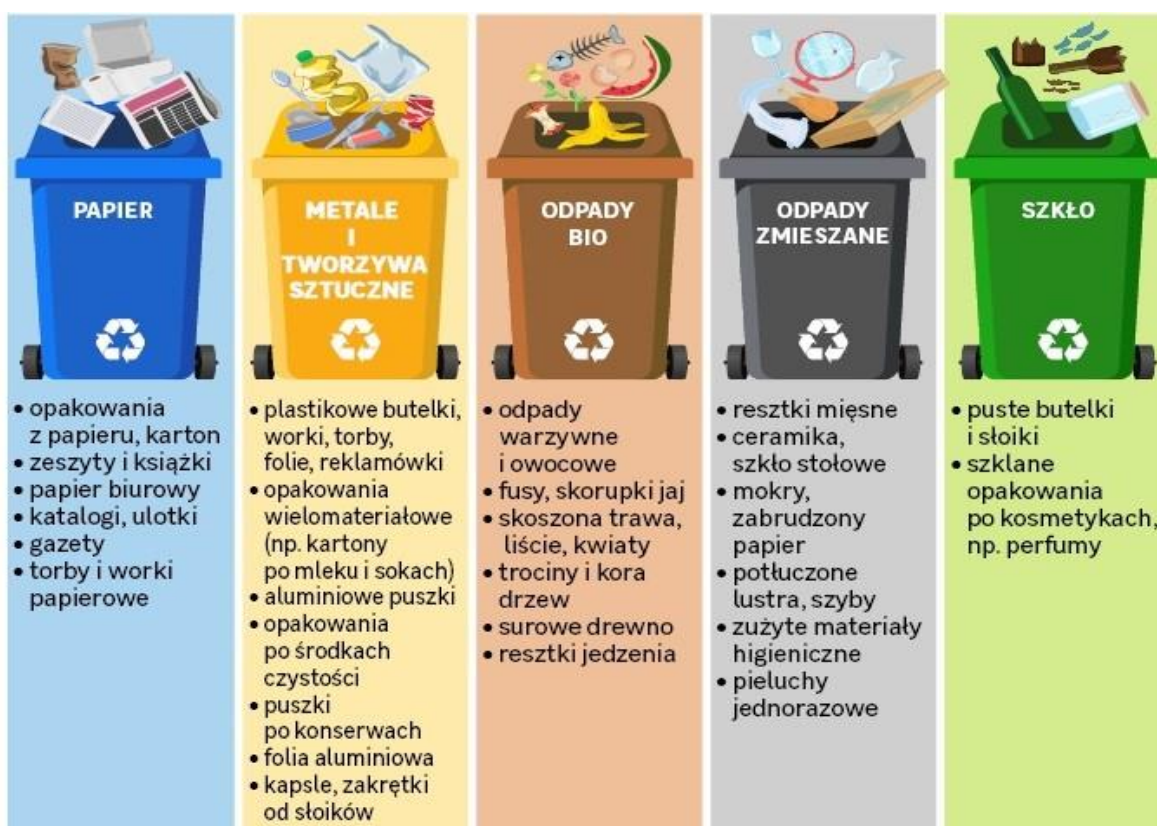 PAPIER
• opakowania
z papieru, karton
• zeszyty i książki
• papier biurowy
• katalogi, ulotki
• gazety
• torby i worki
papierowe
METALE
I
TWORZYWA
SZTUCZNE
• plastikowe butelki,
worki, torby,
folie, reklamówki
• opakowania
wielomateriałowe
(np. kartony
po mleku i sokach)
• aluminiowe puszki
• opakowania
po środkach
czystości
• puszki
po konserwach
• folia aluminiowa
• kapsle, zakrętki
od słoików
ODPADY
BIO
• odpady
warzywne
i owocowe
• fusy, skorupki jaj
• skoszona trawa,
liście, kwiaty
• trociny i kora
drzew
• surowe drewno
• resztki jedzenia
ODPADY
ZMIESZANE
• resztki mięsne
• ceramika,
szkło stołowe
• mokry,
zabrudzony
papier
• potłuczone
lustra, szyby
• zużyte materiały
higieniczne
• pieluchy
jednorazowe
SZKŁO
• puste butelki
i słoiki
• szklane
opakowania
po kosmetykach,
np. perfumy